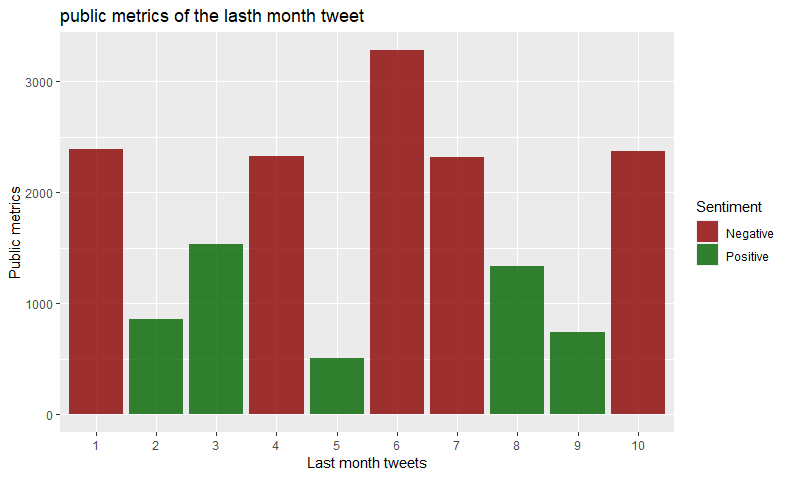 public metrics of the lasth month tweet
Public metrics
3000
2000
1000
0
1 2 3 4 5 6 7 8 9 10
Last month tweets
Sentiment
Negative
Positive